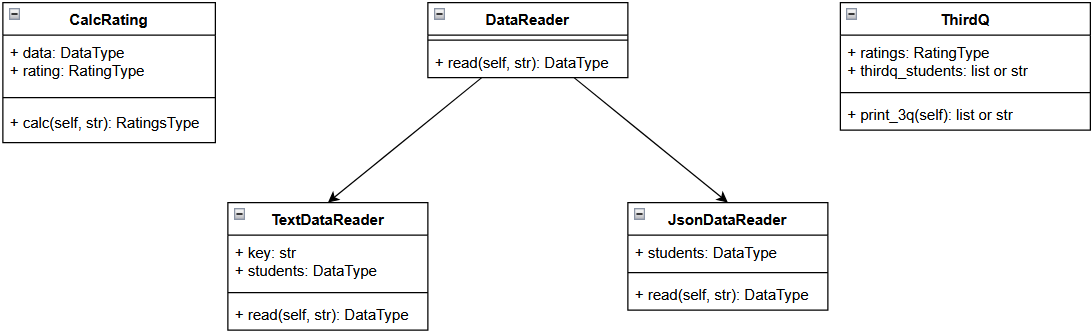 CalcRating
+ data: DataType
+ rating: RatingType
+ calc(self, str): RatingsType
DataReader
+ read(self, str): DataType
ThirdQ
+ ratings: RatingType
+ thirdq_students: list or str
+ print_3q(self): list or str
TextDataReader
+ key: str
+ students: DataType
+ read(self, str): DataType
JsonDataReader
+ students: DataType
+ read(self, str): DataType